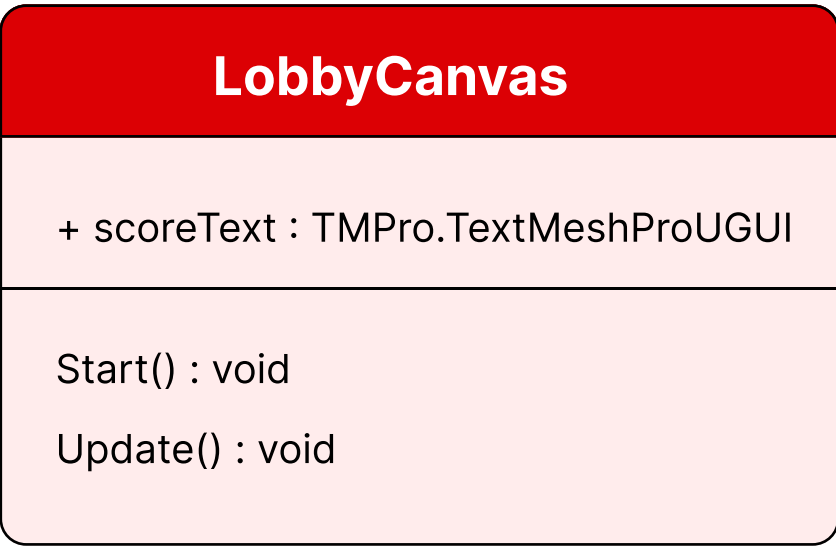 LobbyCanvas
+ scoreText : TMPro.TextMeshProUGUI
Start() : void
Update() : void